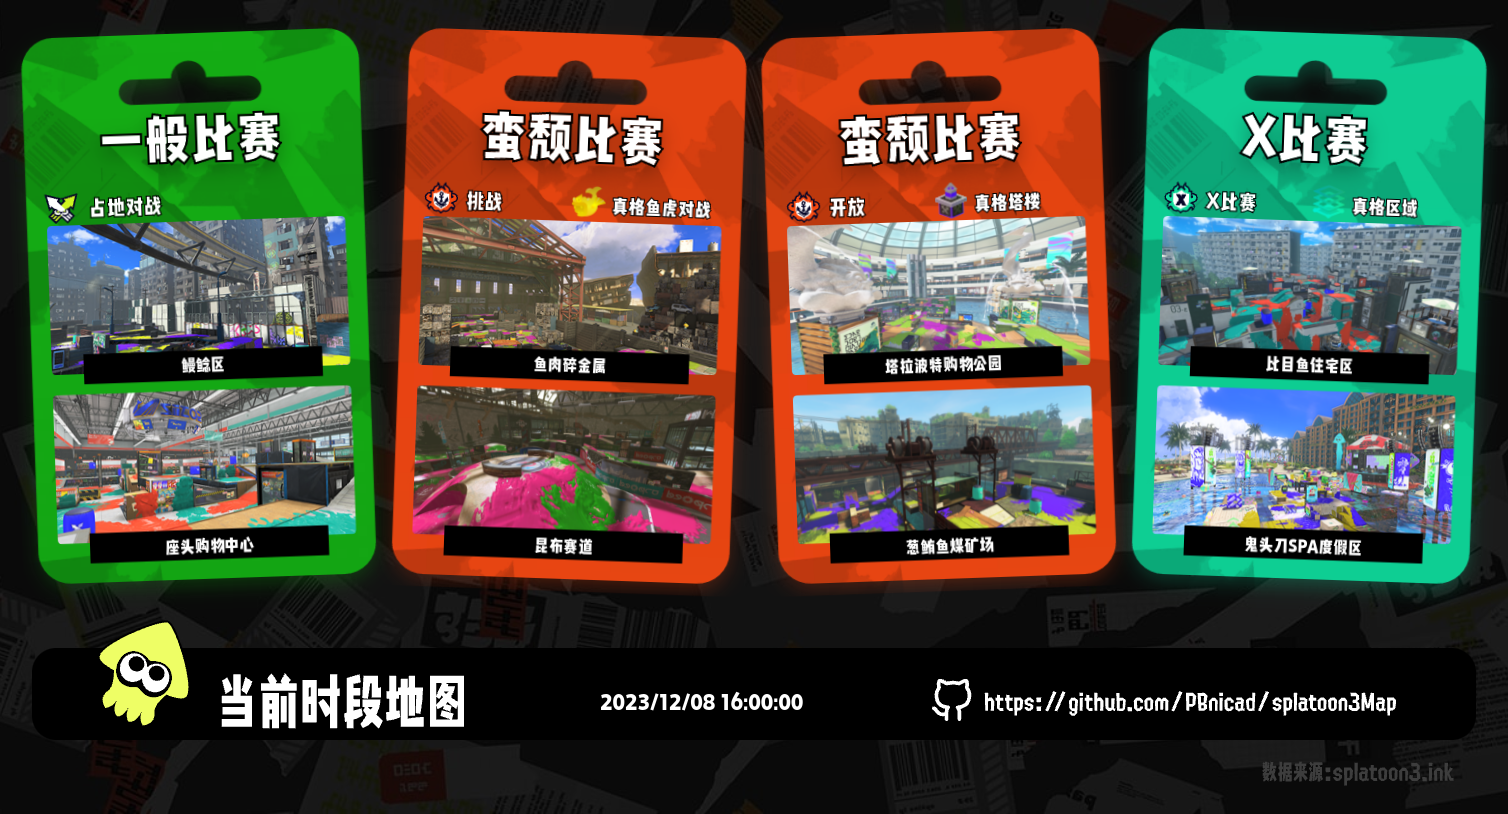 一般比赛
占地对战
鳗鲶区
座头购物中心
蛮颓比赛
挑战
真格鱼虎对战
鱼肉碎金属
昆布赛道
蛮颓比赛
开放
真格塔楼
塔拉波特购物公园
葱鲔鱼煤矿场
X比赛
X比赛
真格区域
比目鱼住宅区
鬼头刀SPA度假区
当前时段地图
2023/12/08 16:00:00
https://github.com/PBnicad/splatoon3Map
数据来源:splatoon3.ink